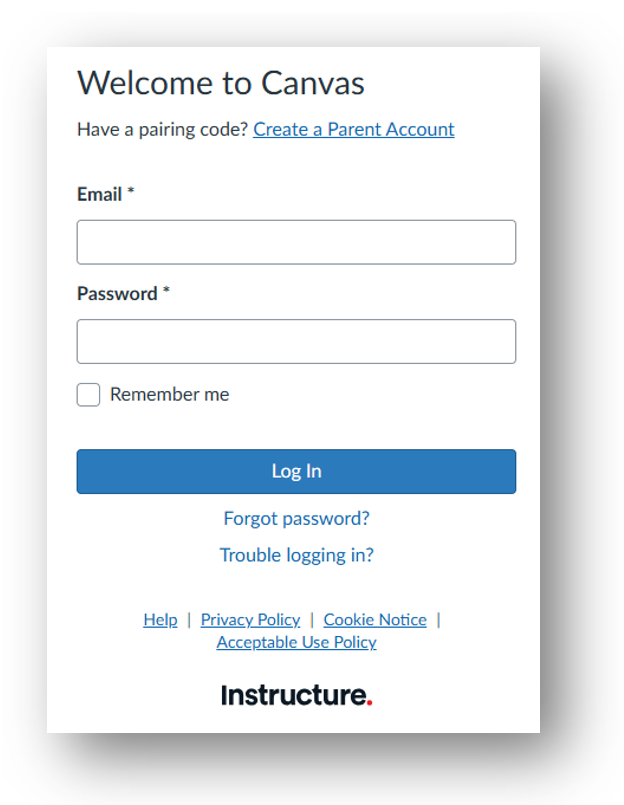 Welcome to Canvas
Have a pairing code? Create a Parent Account
Email *
Password *
Remember me
Log In
Forgot password?
Trouble logging in?
Help | Privacy Policy | Cookie Notice |
Acceptable Use Policy
Instructure.